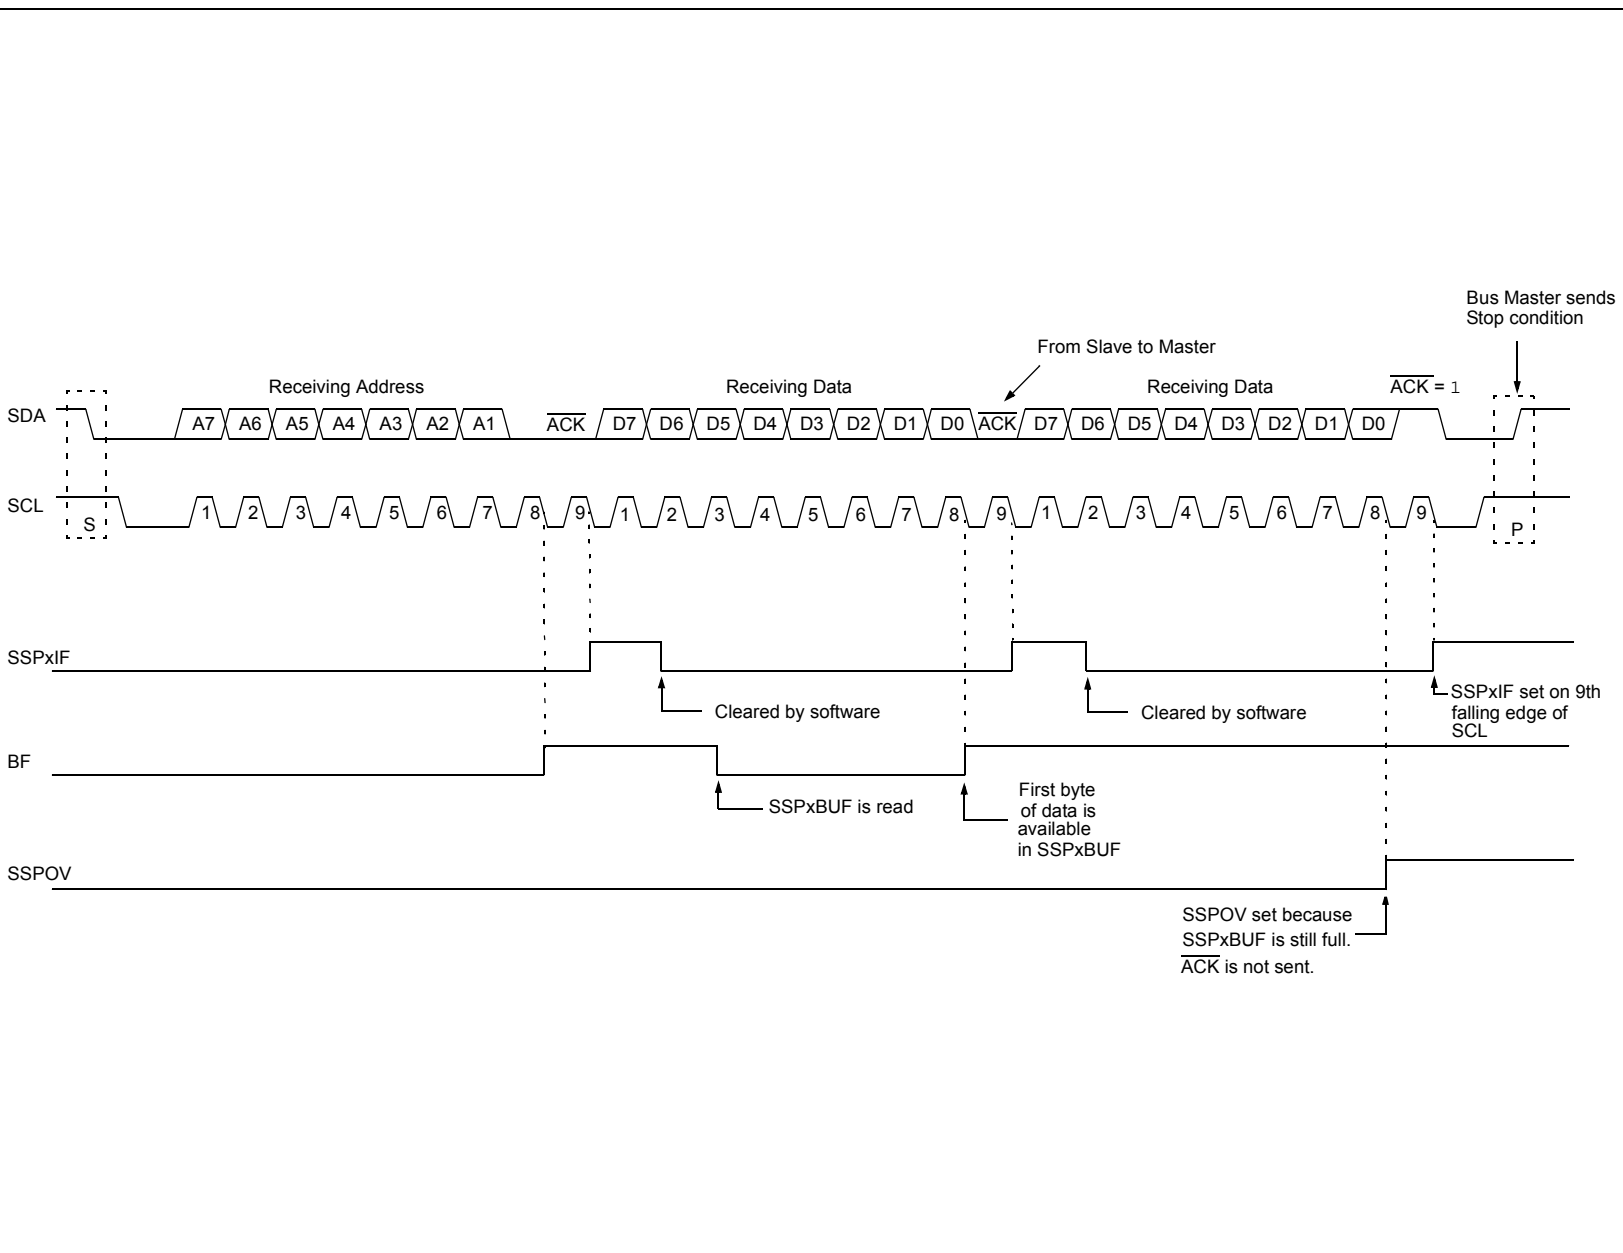 Bus Master sends
Stop condition
From Slave to Master
Receiving Address
Receiving Data
Receiving Data
ACK = 1
SDA
A7 A6 A5 A4 A3 A2 A1 ACK D7 D6 D5 D4 D3 D2 D1 D0 ACK D7 D6 D5 D4 D3 D2 D1 D0
SCL
S 1 2 3 4 5 6 7 8 9 1 2 3 4 5 6 7 8 9 1 2 3 4 5 6 7 8 9 P
SSPxIF
Cleared by software
Cleared by software
SSPxIF set on 9th
falling edge of
SCL
BF
SSPxBUF is read
First byte
of data is
available
in SSPxBUF
SSPOV
SSPOV set because
SSPxBUF is still full.
ACK is not sent.